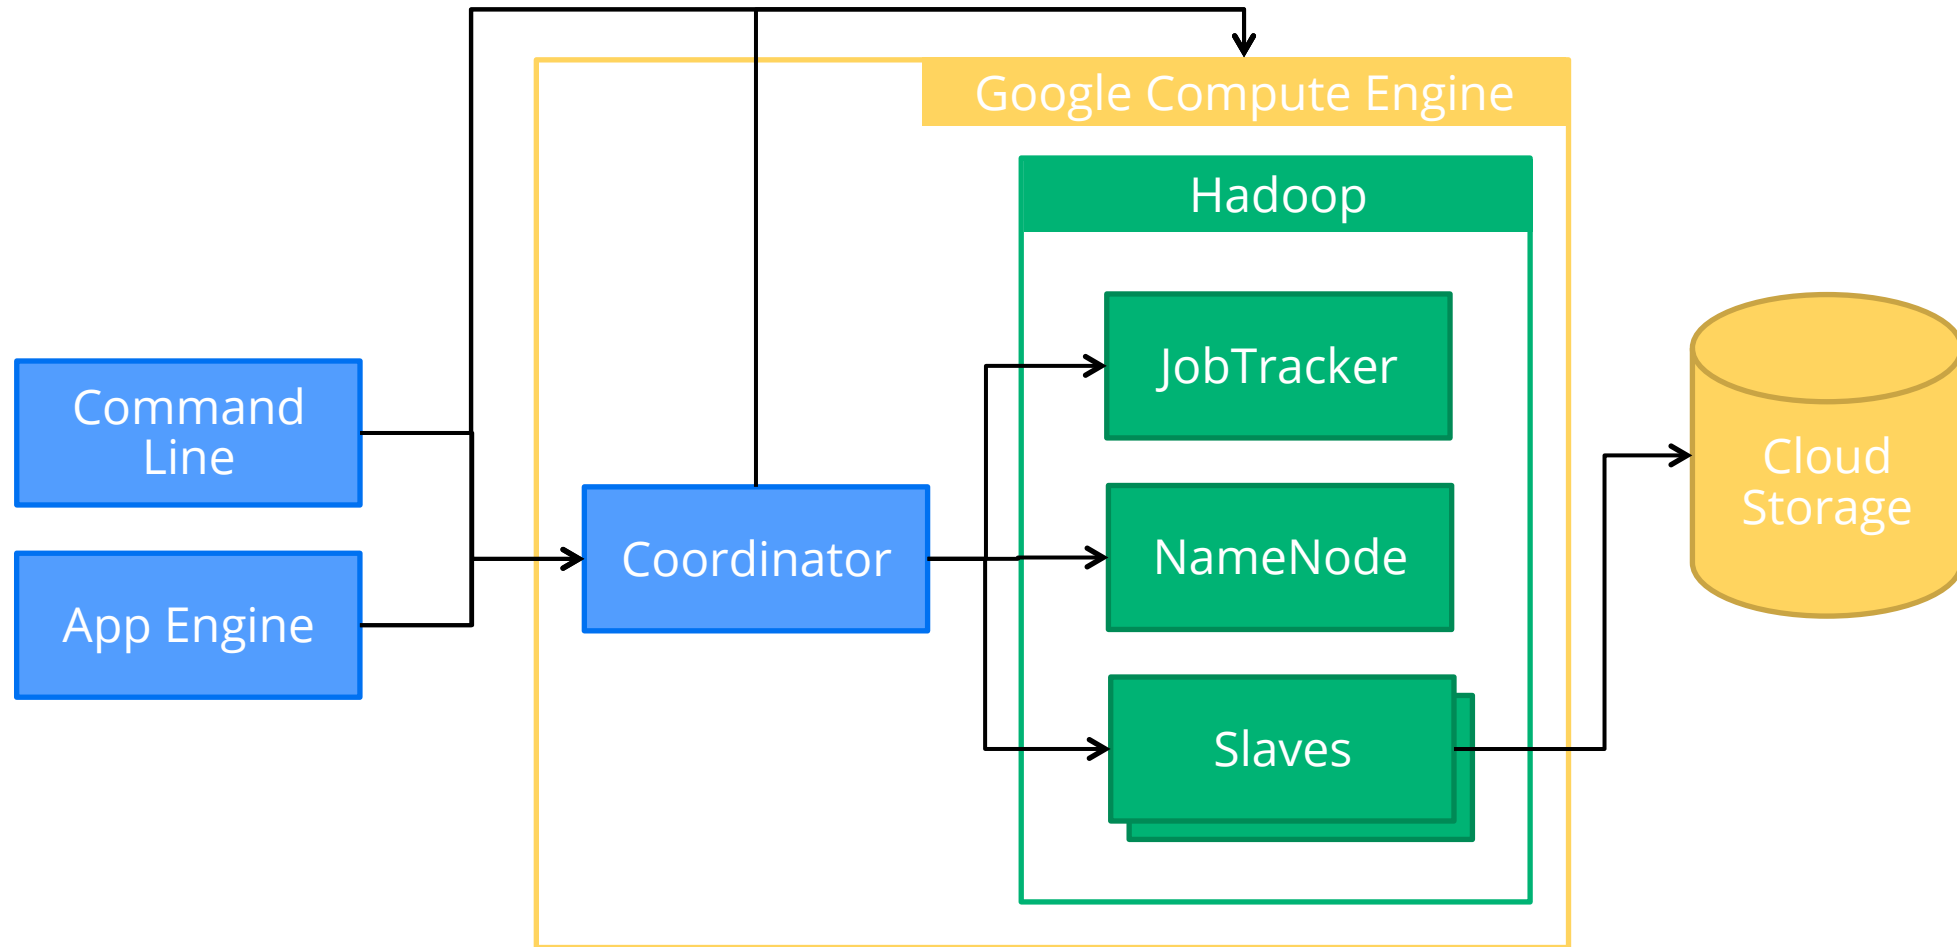 Google Compute Engine
Hadoop
JobTracker
Command
Line
Cloud
Storage
Coordinator
NameNode
App Engine
Slaves